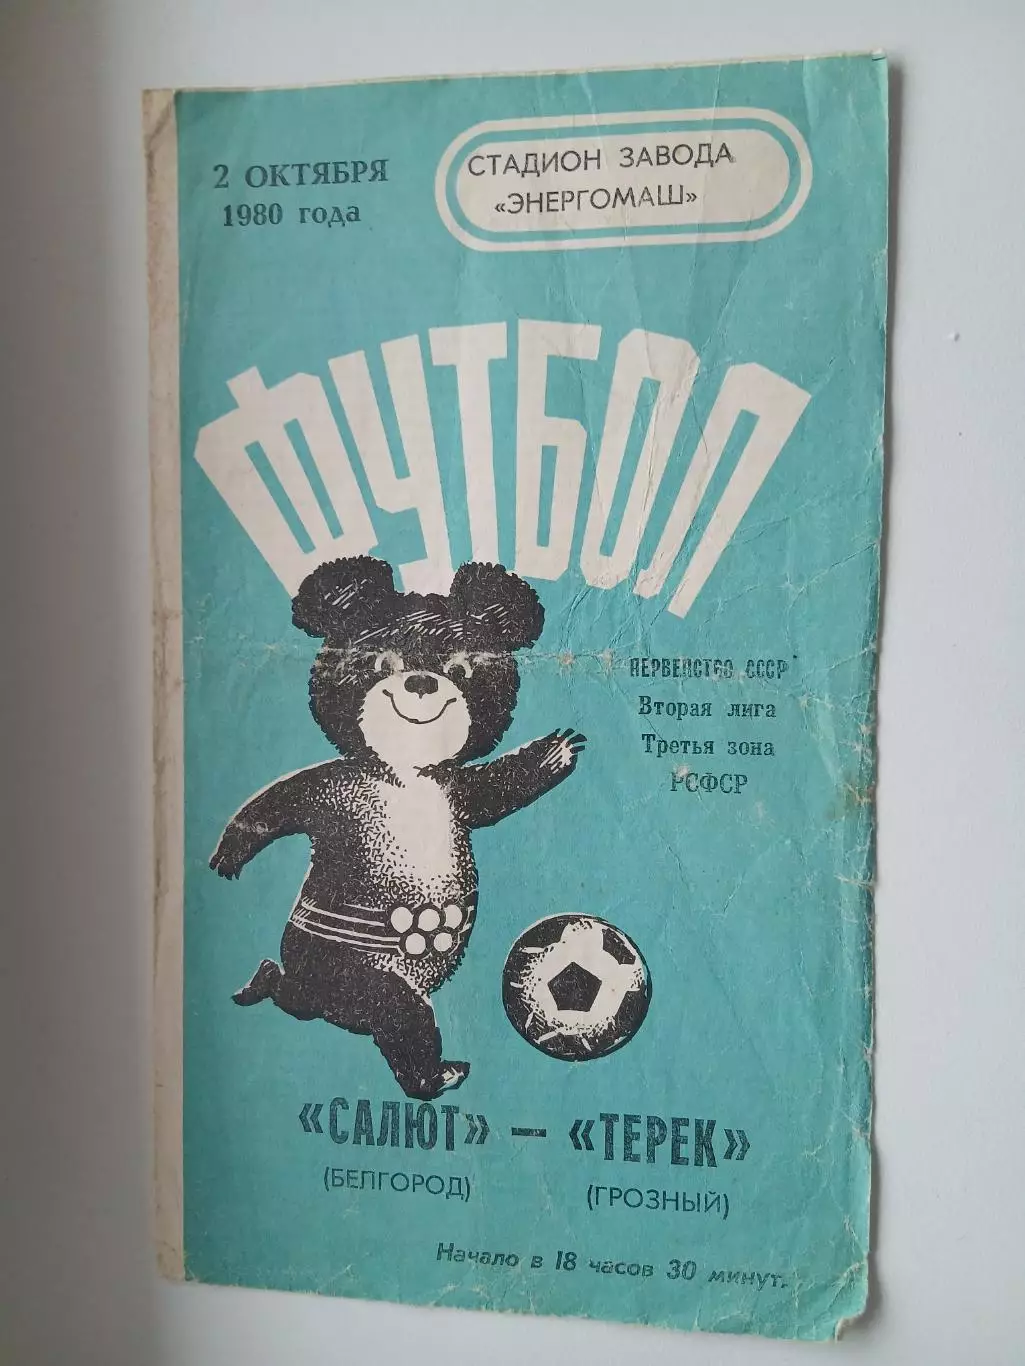 2 ОКТЯБРЯ
1980 года
СТАДИОН ЗАВОДА
«ЭНЕРГОМАШ»
ФУТБОЛ
ПЕРВЕНСТВО СССР
Вторая лига
Третья зона
РСФСР
«САЛЮТ» — «ТЕРЕК»
(БЕЛГОРОД)
(ГРОЗНЫЙ)
Начало в 18 часов 30 минут.